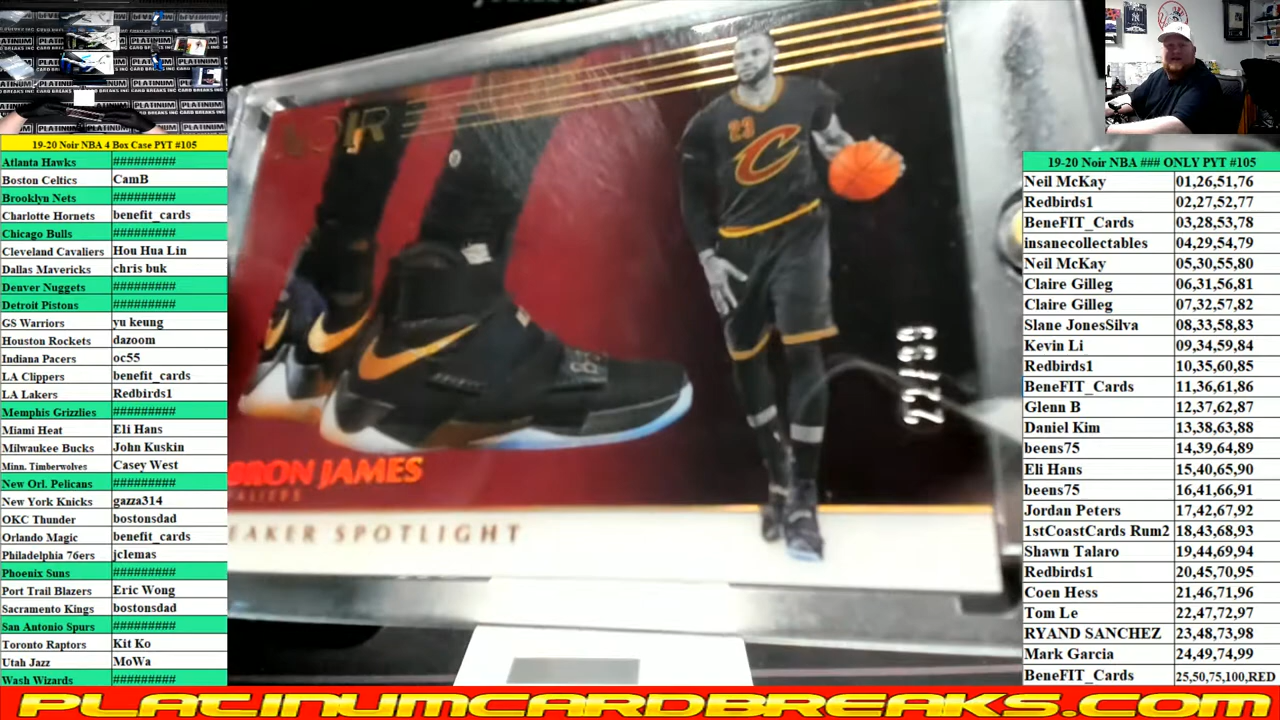 19-20 Noir NBA 4 Box Case PYT #105
Atlanta Hawks #########
Boston Celtics CamB
Brooklyn Nets #########
Charlotte Hornets benefit_cards
Chicago Bulls #########
Cleveland Cavaliers Hou Hua Lin
Dallas Mavericks chris buk
Denver Nuggets #########
Detroit Pistons #########
GS Warriors yu keung
Houston Rockets dazoom
Indiana Pacers oc55
LA Clippers benefit_cards
LA Lakers Redbirds1
Memphis Grizzlies #########
Miami Heat Eli Hans
Milwaukee Bucks John Kuskin
Minn. Timberwolves Casey West
New Orl. Pelicans #########
New York Knicks gazza314
OKC Thunder bostonsdad
Orlando Magic benefit_cards
Philadelphia 76ers jclemas
Phoenix Suns #########
Port Trail Blazers Eric Wong
Sacramento Kings bostonsdad
San Antonio Spurs #########
Toronto Raptors Kit Ko
Utah Jazz MoWa
Wash Wizards #########
NOIR
23
C
22/99
BRON JAMES
VALIERS
EAKER SPOTLIGHT
19-20 Noir NBA ### ONLY PYT #105
Neil McKay 01,26,51,76
Redbirds1 02,27,52,77
BeneFIT_Cards 03,28,53,78
insanecollectables 04,29,54,79
Neil McKay 05,30,55,80
Claire Gilleg 06,31,56,81
Claire Gilleg 07,32,57,82
Slane JonesSilva 08,33,58,83
Kevin Li 09,34,59,84
Redbirds1 10,35,60,85
BeneFIT_Cards 11,36,61,86
Glenn B 12,37,62,87
Daniel Kim 13,38,63,88
beens75 14,39,64,89
Eli Hans 15,40,65,90
beens75 16,41,66,91
Jordan Peters 17,42,67,92
1stCoastCards Rum2 18,43,68,93
Shawn Talaro 19,44,69,94
Redbirds1 20,45,70,95
Coen Hess 21,46,71,96
Tom Le 22,47,72,97
RYAND SANCHEZ 23,48,73,98
Mark Garcia 24,49,74,99
BeneFIT_Cards 25,50,75,100,RED
PLATINUMCARDBREAKS.COM